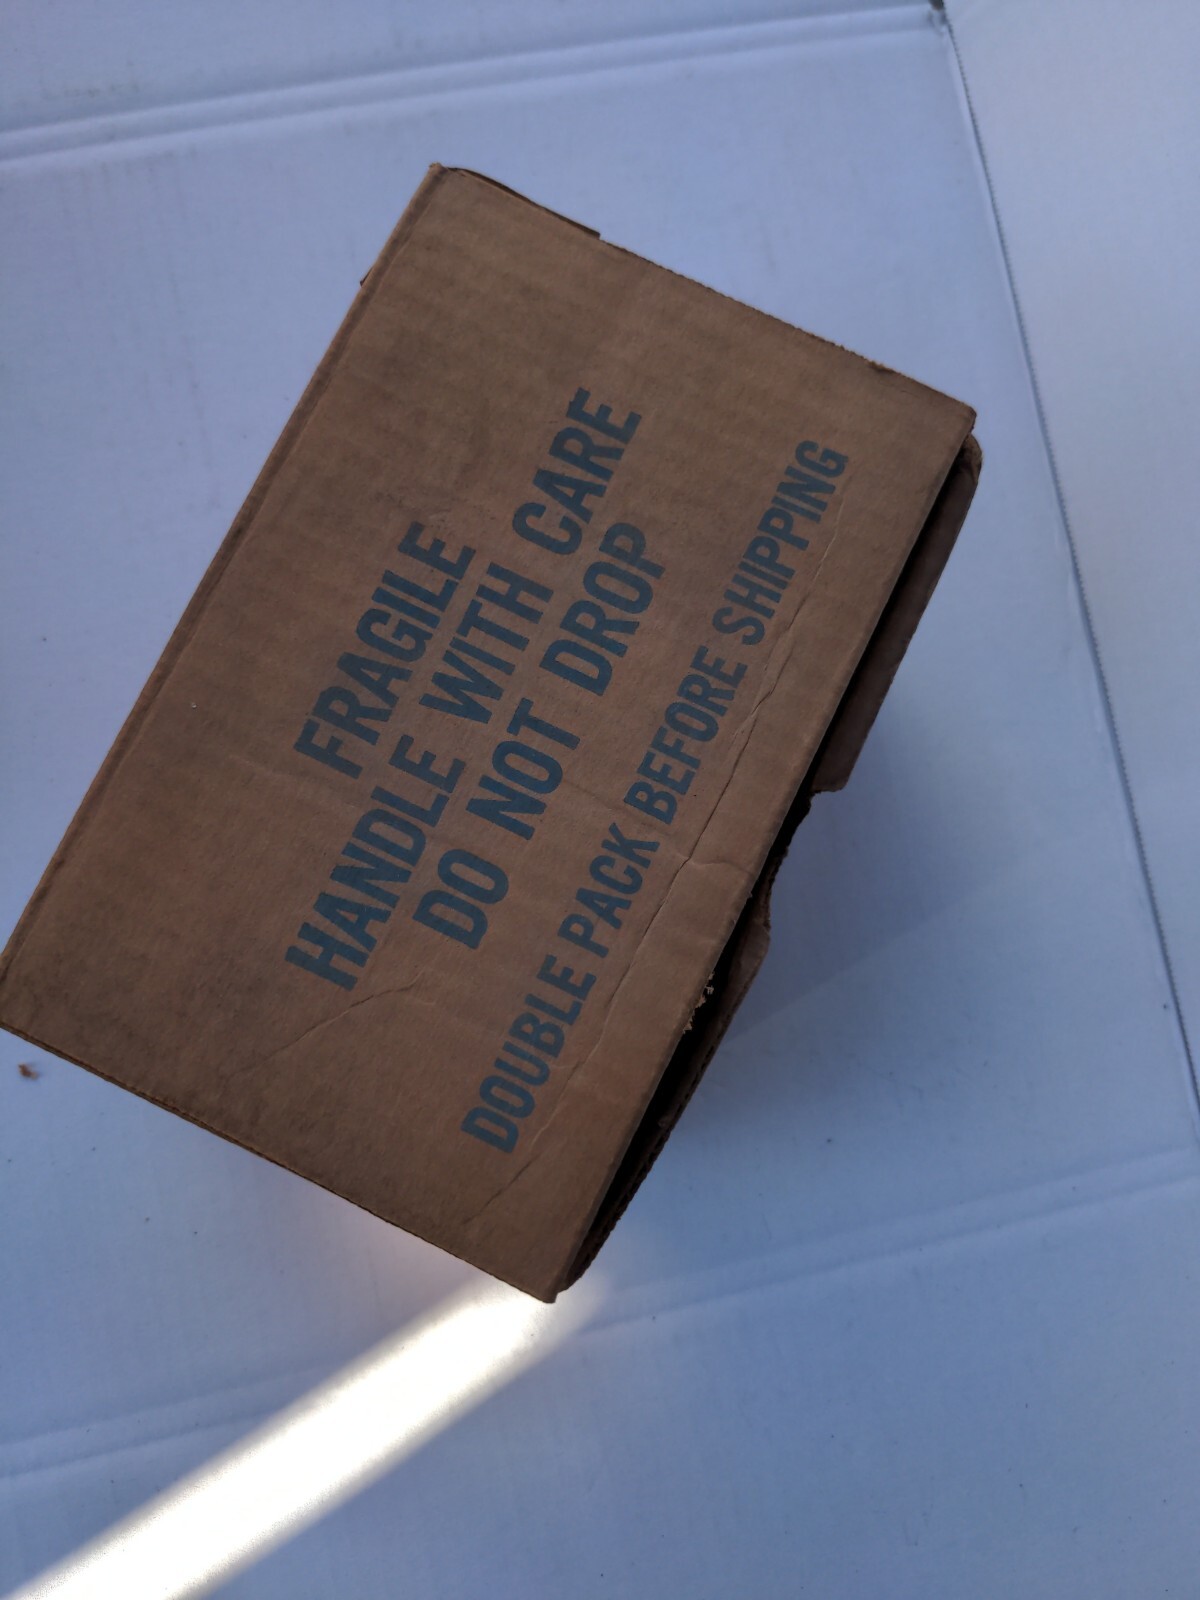 FRAGILE
HANDLE WITH CARE
DO NOT DROP
DOUBLE PACK BEFORE SHIPPING